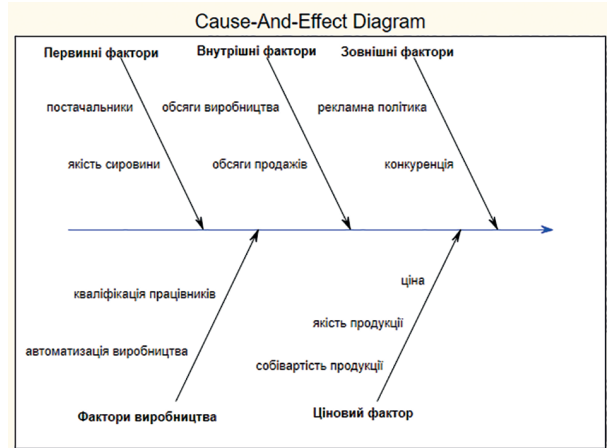 Cause-And-Effect Diagram
Первинні фактори
Внутрішні фактори
Зовнішні фактори
постачальники
обсяги виробництва
рекламна політика
якість сировини
обсяги продажів
конкуренція
ціна
кваліфікація працівників
якість продукції
автоматизація виробництва
собівартість продукції
Фактори виробництва
Ціновий фактор